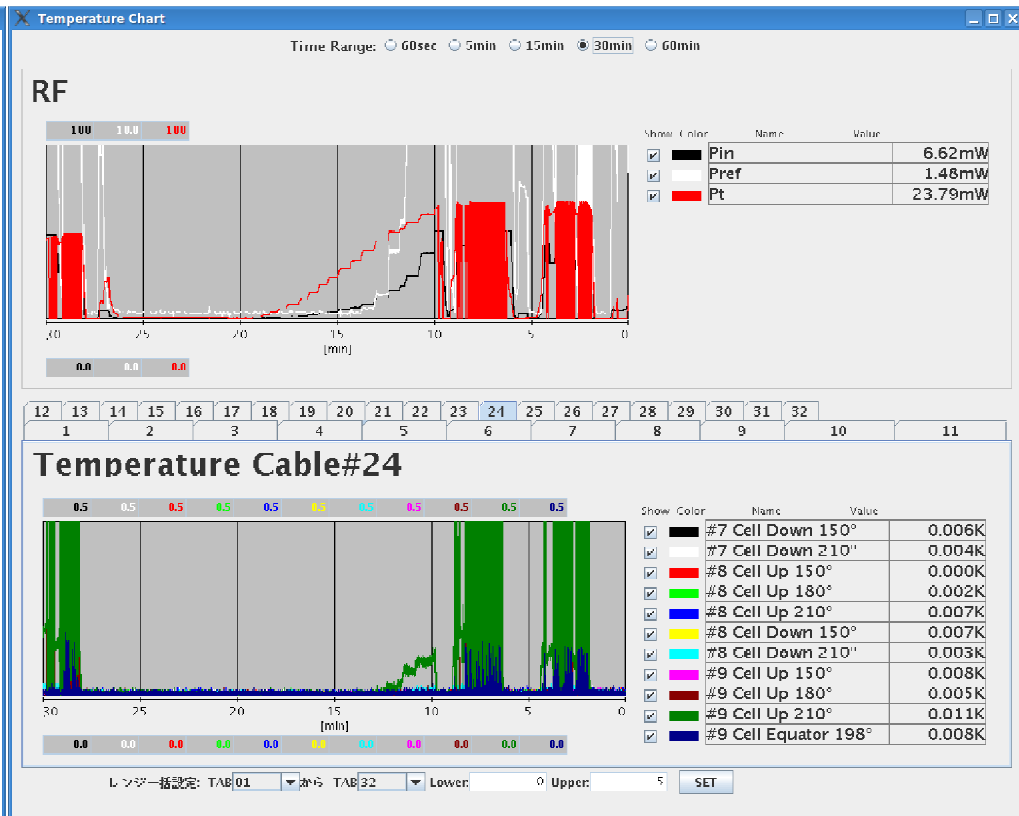 Temperature Chart
Time Range: 60sec 5min 15min 30min 60min
RF
100 10.0 100
Show Color Name Value
Pin 6.62mW
Pref 1.48mW
Pt 23.79mW
30 25 20 15 10 5 0
[min]
0.0 0.0 0.0
12 13 14 15 16 17 18 19 20 21 22 23 24 25 26 27 28 29 30 31 32
1 2 3 4 5 6 7 8 9 10 11
Temperature Cable#24
0.5 0.5 0.5 0.5 0.5 0.5 0.5 0.5 0.5 0.5 0.5
Show Color Name Value
#7 Cell Down 150° 0.006K
#7 Cell Down 210° 0.004K
#8 Cell Up 150° 0.000K
#8 Cell Up 180° 0.002K
#8 Cell Up 210° 0.007K
#8 Cell Down 150° 0.007K
#8 Cell Down 210° 0.003K
#9 Cell Up 150° 0.008K
#9 Cell Up 180° 0.005K
#9 Cell Up 210° 0.011K
#9 Cell Equator 198° 0.008K
30 25 20 15 10 5 0
[min]
0.0 0.0 0.0 0.0 0.0 0.0 0.0 0.0 0.0 0.0 0.0
レンジ一括設定: TAB 01 から TAB 32 Lower: 0 Upper: 5 SET